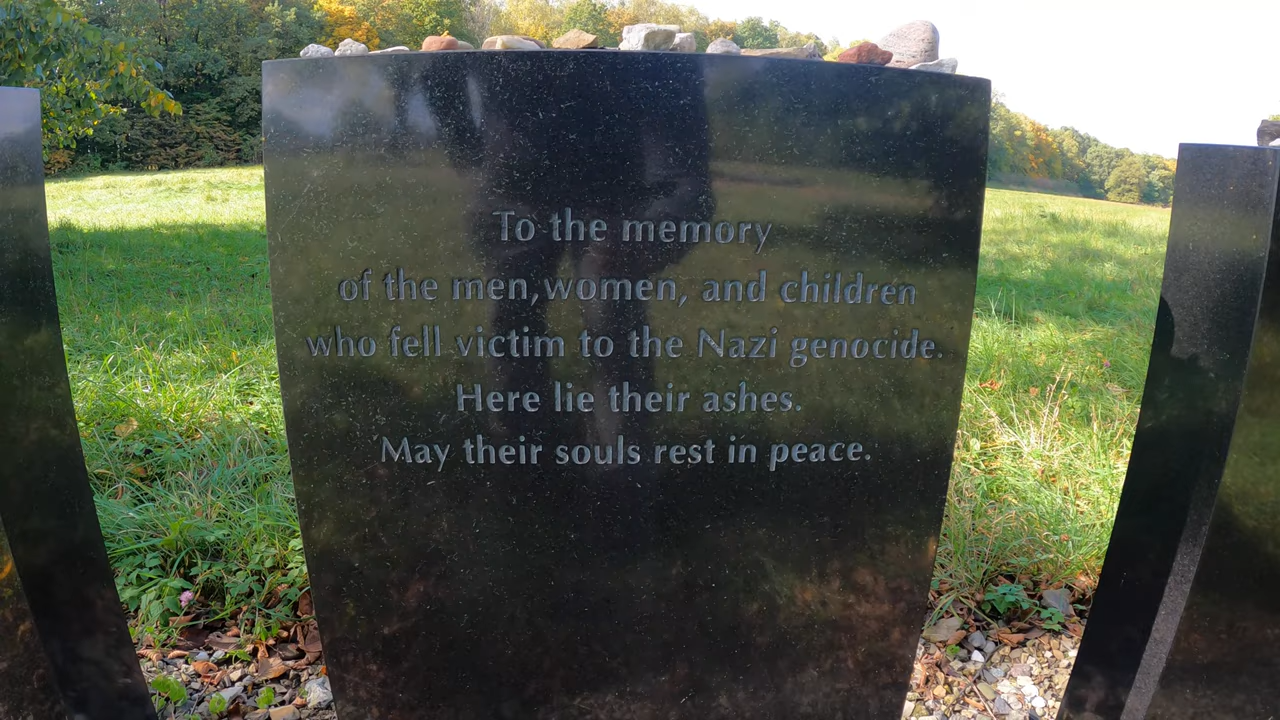 To the memory
of the men, women, and children
who fell victim to the Nazi genocide.
Here lie their ashes.
May their souls rest in peace.